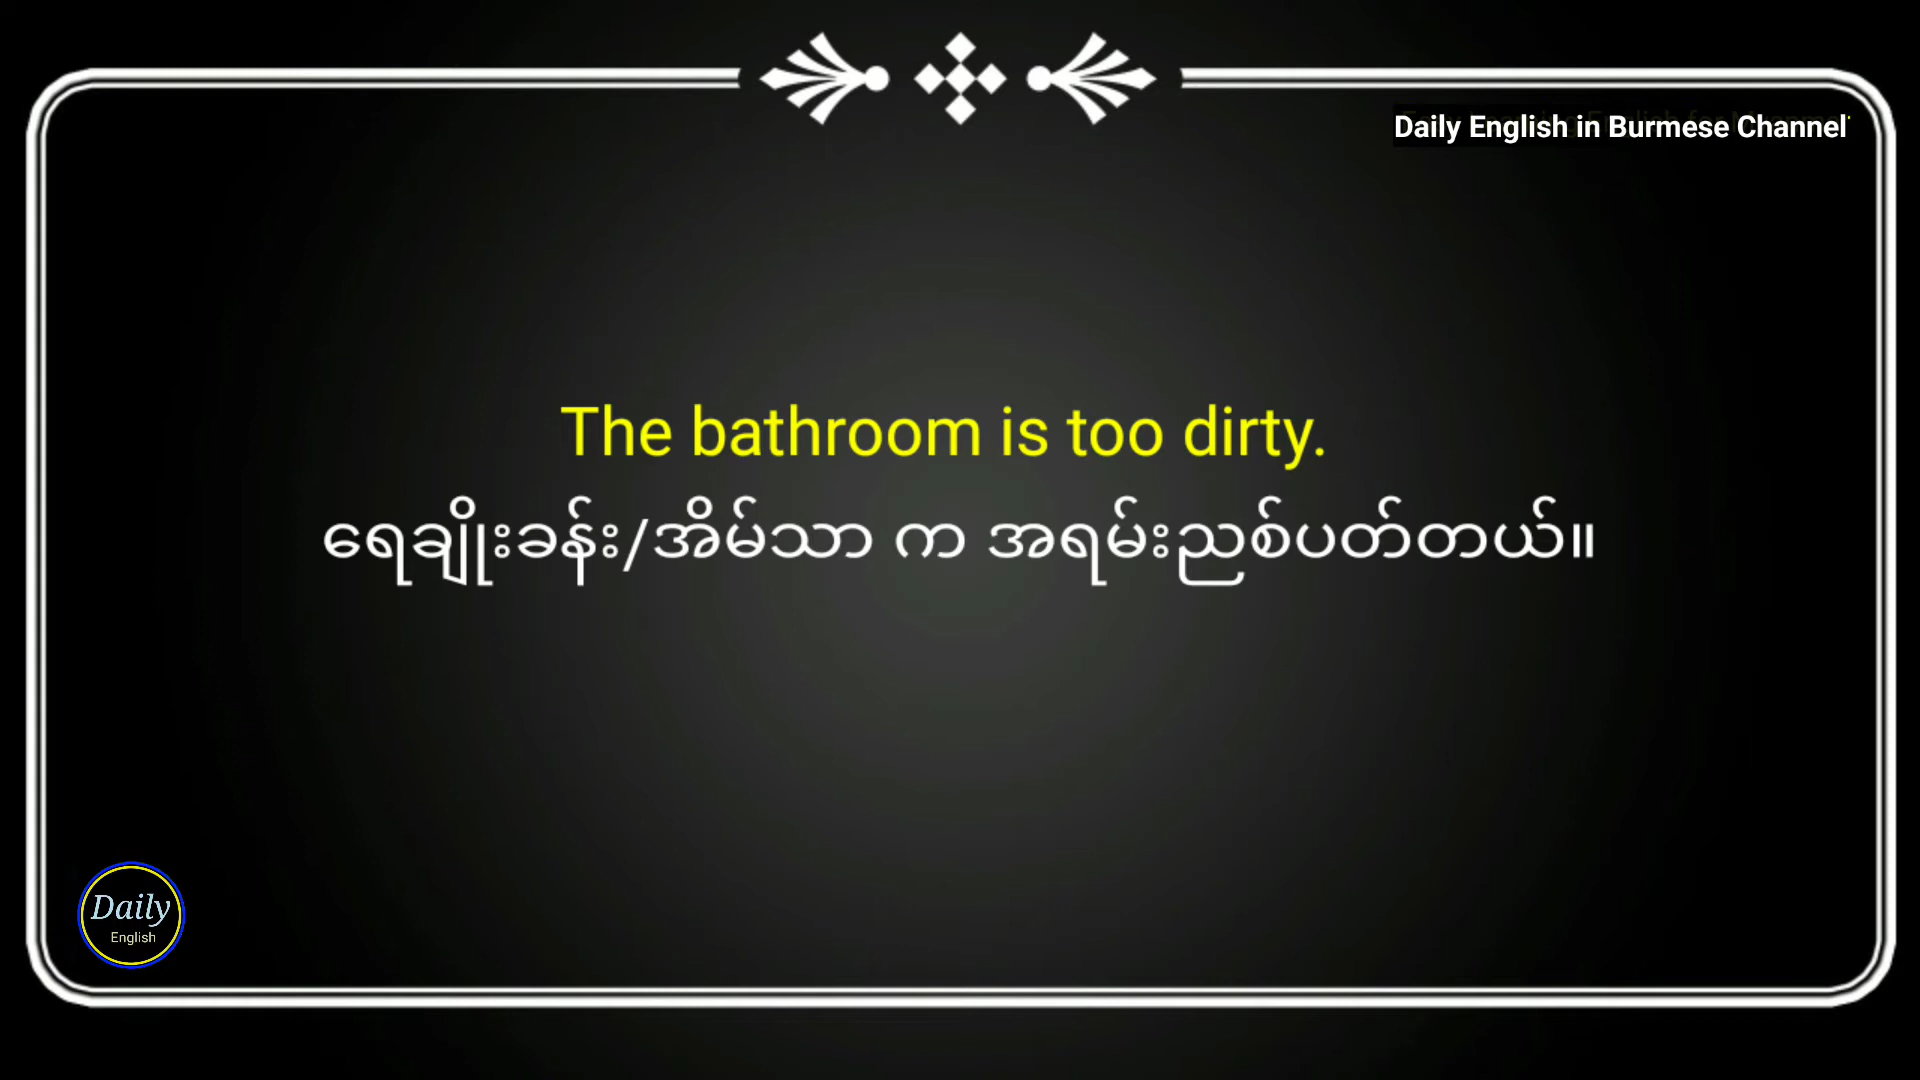 Daily English in Burmese Channel
The bathroom is too dirty.
ရေချိုးခန်း/အိမ်သာ က အရမ်းညစ်ပတ်တယ်။
Daily
English